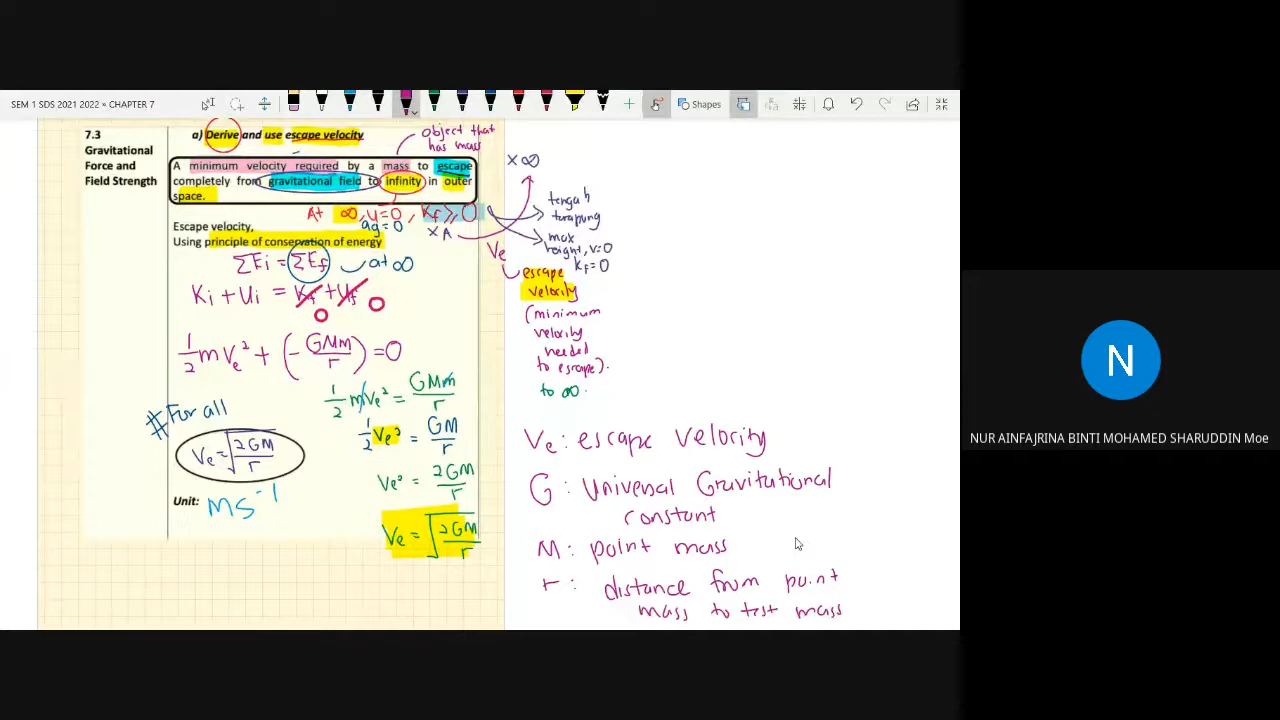 SEM 1 SDS 2021 2022 » CHAPTER 7
Shapes
7.3
Gravitational
Force and
Field Strength
a) Derive and use escape velocity
object that
has mass
A minimum velocity required by a mass to escape
completely from gravitational field to infinity in outer
space.
At ∞, U=0, Kf ≥ 0
ag=0
x ∞
x A
Ve
tengah
terapung
max
height, v=0
Kf=0
Escape velocity,
Using principle of conservation of energy
ΣEi = ΣEf
at ∞
Ki + Ui = Kf + Uf
0
0
1/2 mVe² + (- GMm/r) = 0
1/2 mVe² = GMm/r
1/2 Ve² = GM/r
Ve² = 2GM/r
Ve = √2GM/r
# For all
Ve = √2GM/r
Unit: ms⁻¹
escape
velocity
(minimum
velocity
needed
to escape).
to ∞.
Ve : escape velocity
G : Universal Gravitational
constant
M : point mass
r : distance from point
mass to test mass
N
NUR AINFAJRINA BINTI MOHAMED SHARUDDIN Moe